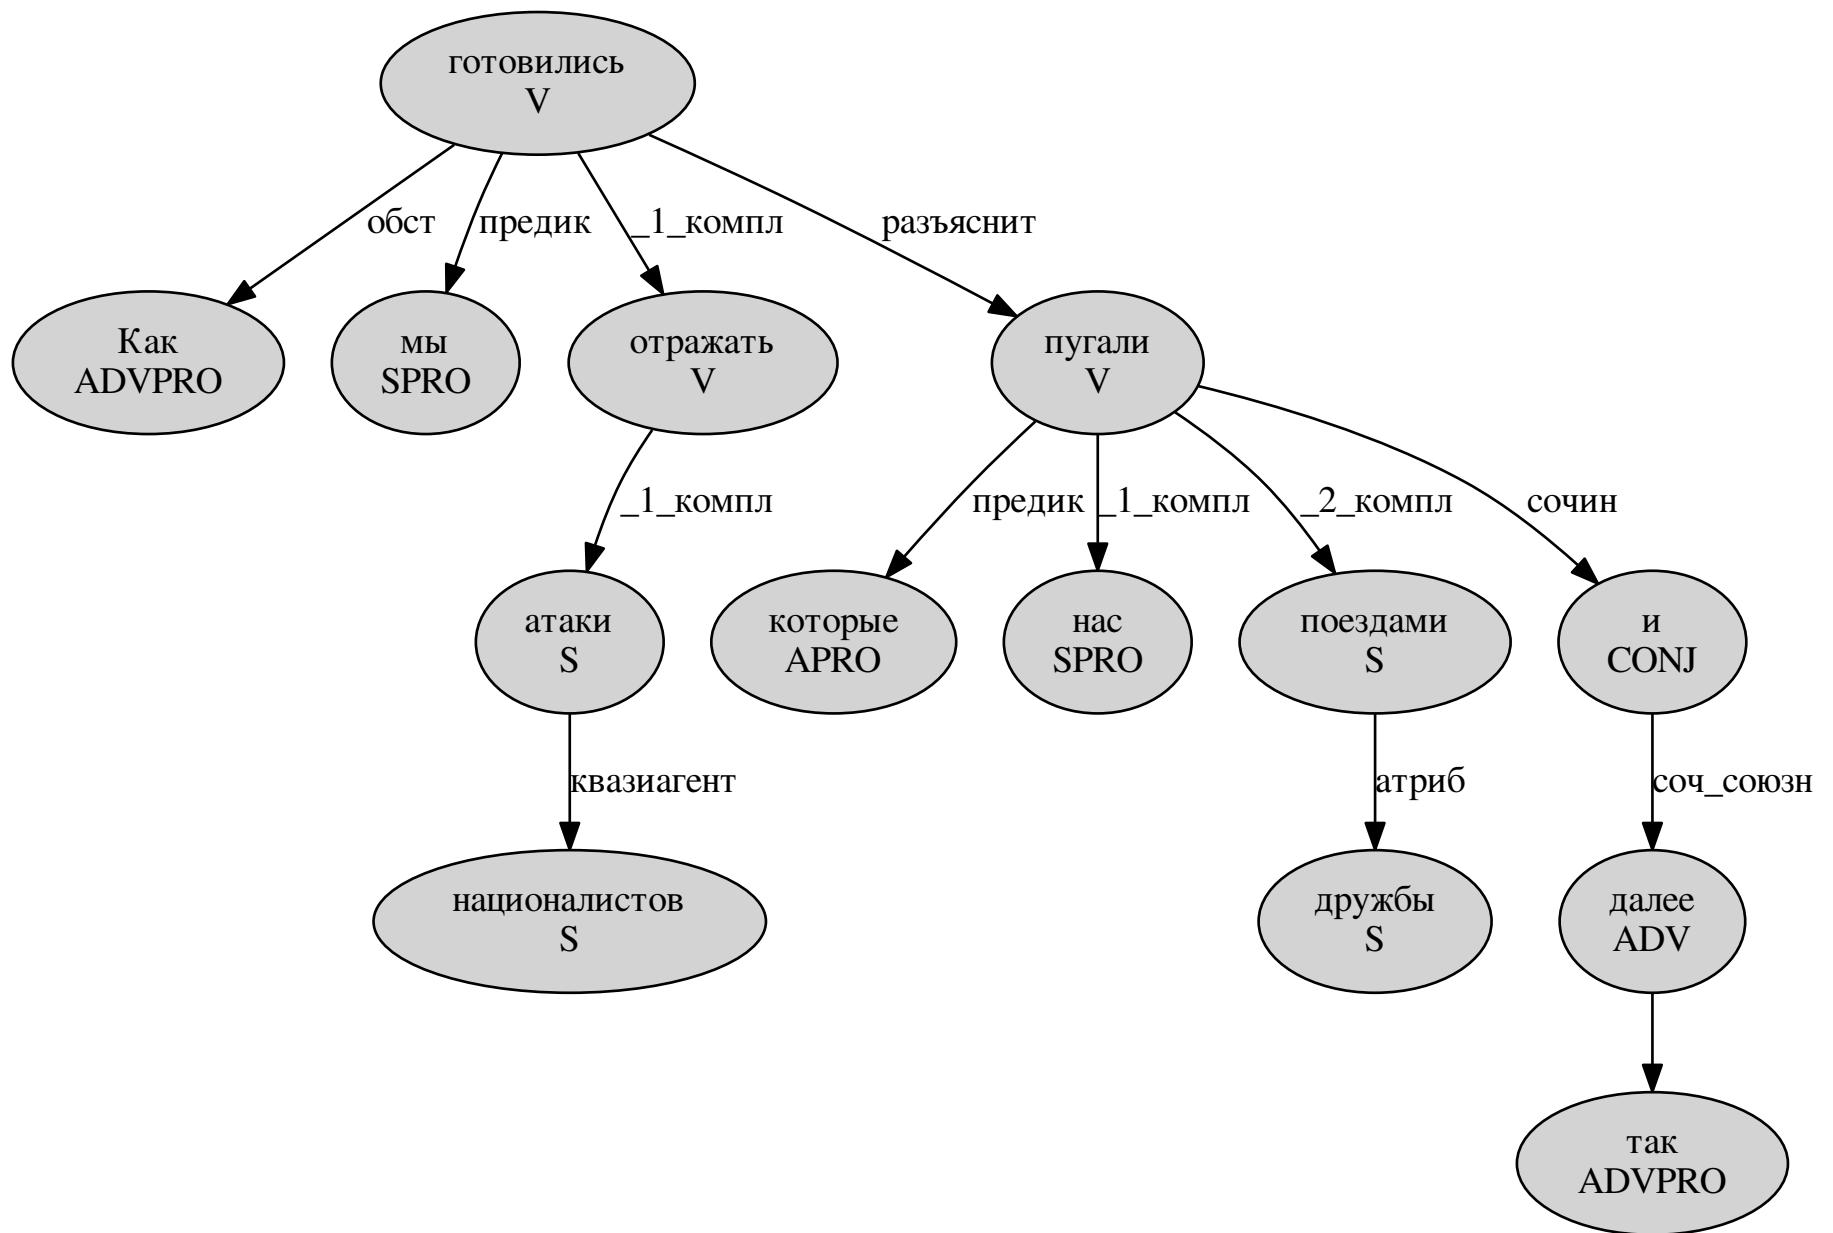 готовились
V
обст
предик
_1_компл
разъяснит
Как
ADVPRO
мы
SPRO
отражать
V
пугали
V
_1_компл
предик
_1_компл
_2_компл
сочин
атаки
S
которые
APRO
нас
SPRO
поездами
S
и
CONJ
квазиагент
атриб
соч_союзн
националистов
S
дружбы
S
далее
ADV
так
ADVPRO